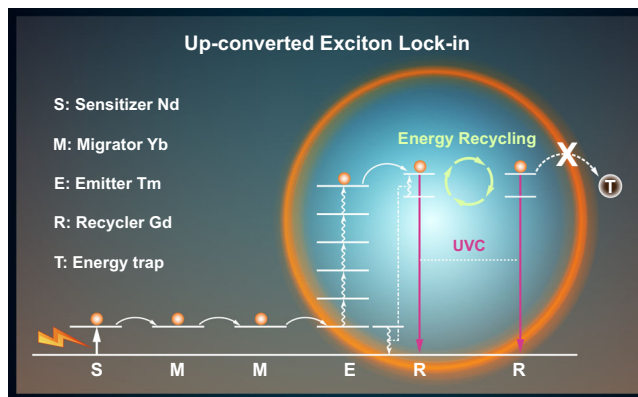 Up-converted Exciton Lock-in
S: Sensitizer Nd
M: Migrator Yb
E: Emitter Tm
R: Recycler Gd
T: Energy trap
Energy Recycling
X
T
UVC
S M M E R R